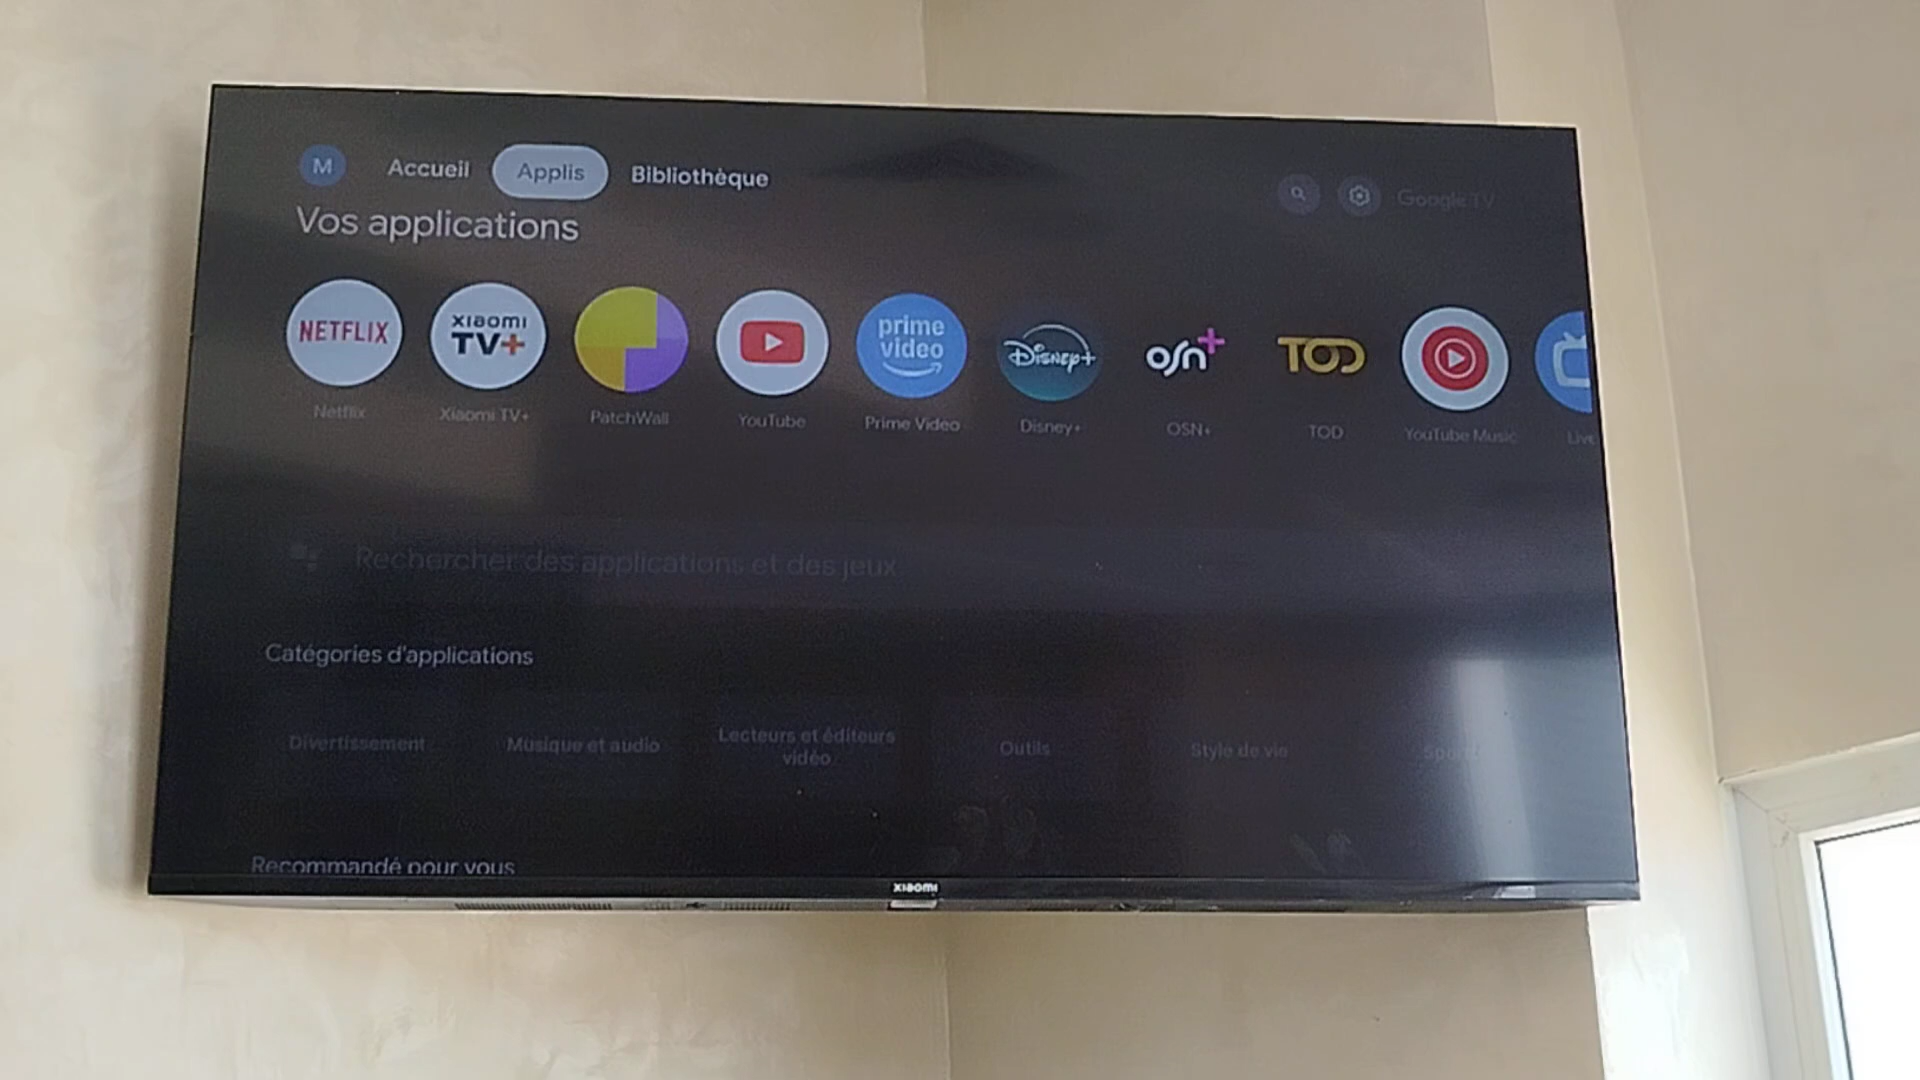 M
Accueil
Applis
Bibliothèque
Google TV
Vos applications
NETFLIX
XIAOMI
TV+
prime
video
Disney+
OSN+
TOD
Netflix
Xiaomi TV+
PatchWall
YouTube
Prime Video
Disney+
OSN+
TOD
YouTube Music
Live
Rechercher des applications et des jeux
Catégories d'applications
Divertissement
Musique et audio
Lecteurs et éditeurs
vidéo
Outils
Style de vie
Recommandé pour vous
XIAOMI